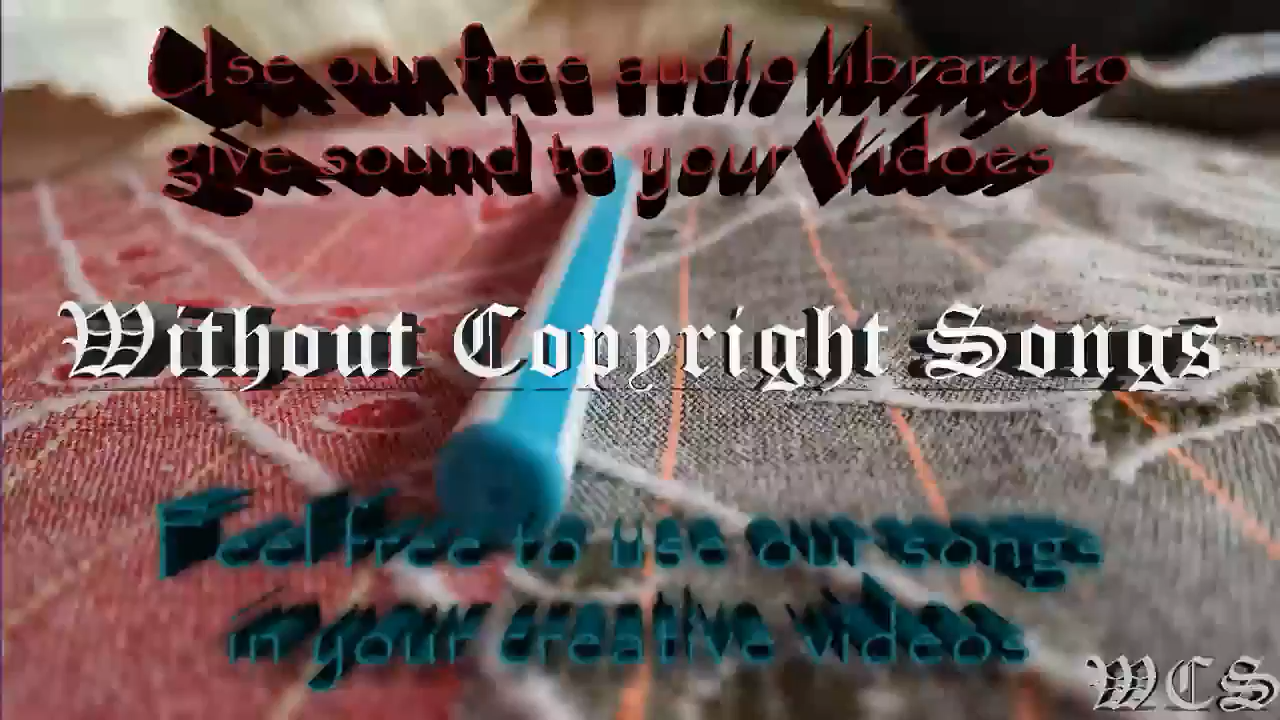 Use our free audio library to
give sound to your Vidoes
Without Copyright Songs
Feel free to use our songs
in your creative videos
WCS